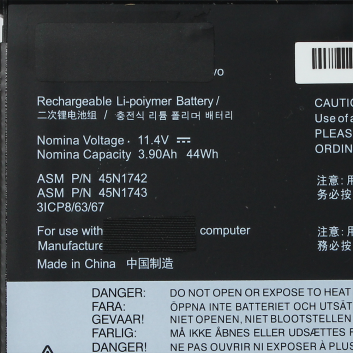 vo
Rechargeable Li-poiymer Battery /
二次锂电池组 / 충전식 리튬 폴리머 배터리
Nomina Voltage · 11.4V
Nomina Capacity 3.90Ah 44Wh
ASM P/N 45N1742
ASM P/N 45N1743
3ICP8/63/67
For use with computer
Manufacture
Made in China 中国制造
CAUTI
Use of a
PLEAS
ORDIN
注意: 用
务必按
注意: 用
務必按
DANGER: DO NOT OPEN OR EXPOSE TO HEAT
FARA: ÖPPNA INTE BATTERIET OCH UTSÄT
GEVAAR! NIET OPENEN, NIET BLOOTSTELLEN
FARLIG: MÅ IKKE ÅBNES ELLER UDSÆTTES F
DANGER! NE PAS OUVRIR NI EXPOSER À PLUS